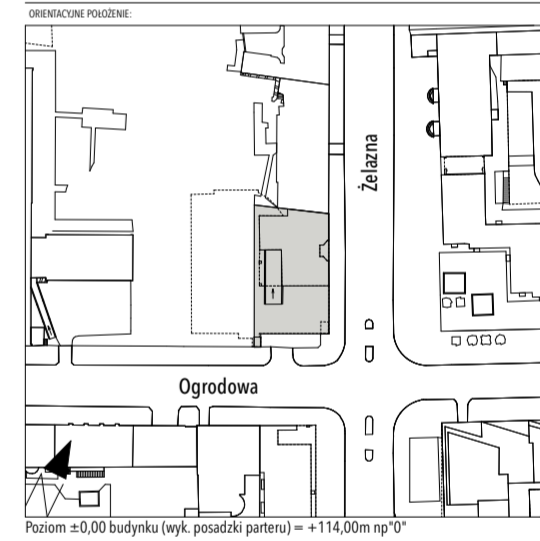 ORIENTACYJNE POŁOŻENIE:
Żelazna
Ogrodowa
Poziom ±0,00 budynku (wyk. posadzki parteru) = +114,00m np"0"